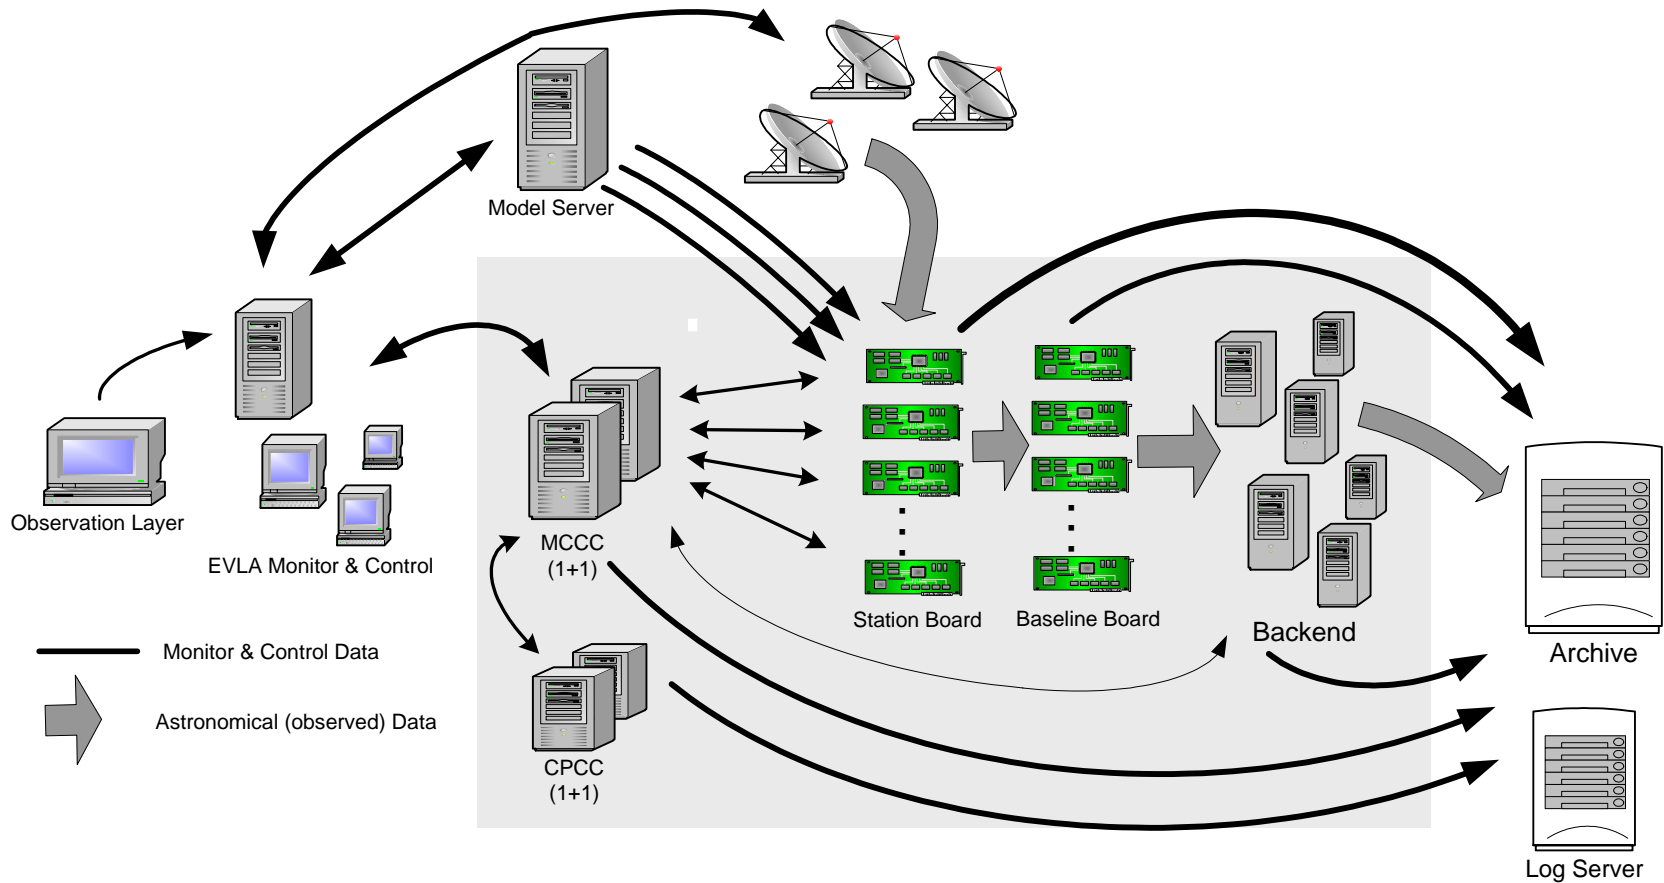 Model Server
Observation Layer
EVLA Monitor & Control
MCCC
(1+1)
Station Board
Baseline Board
Backend
Archive
Monitor & Control Data
Astronomical (observed) Data
CPCC
(1+1)
Log Server